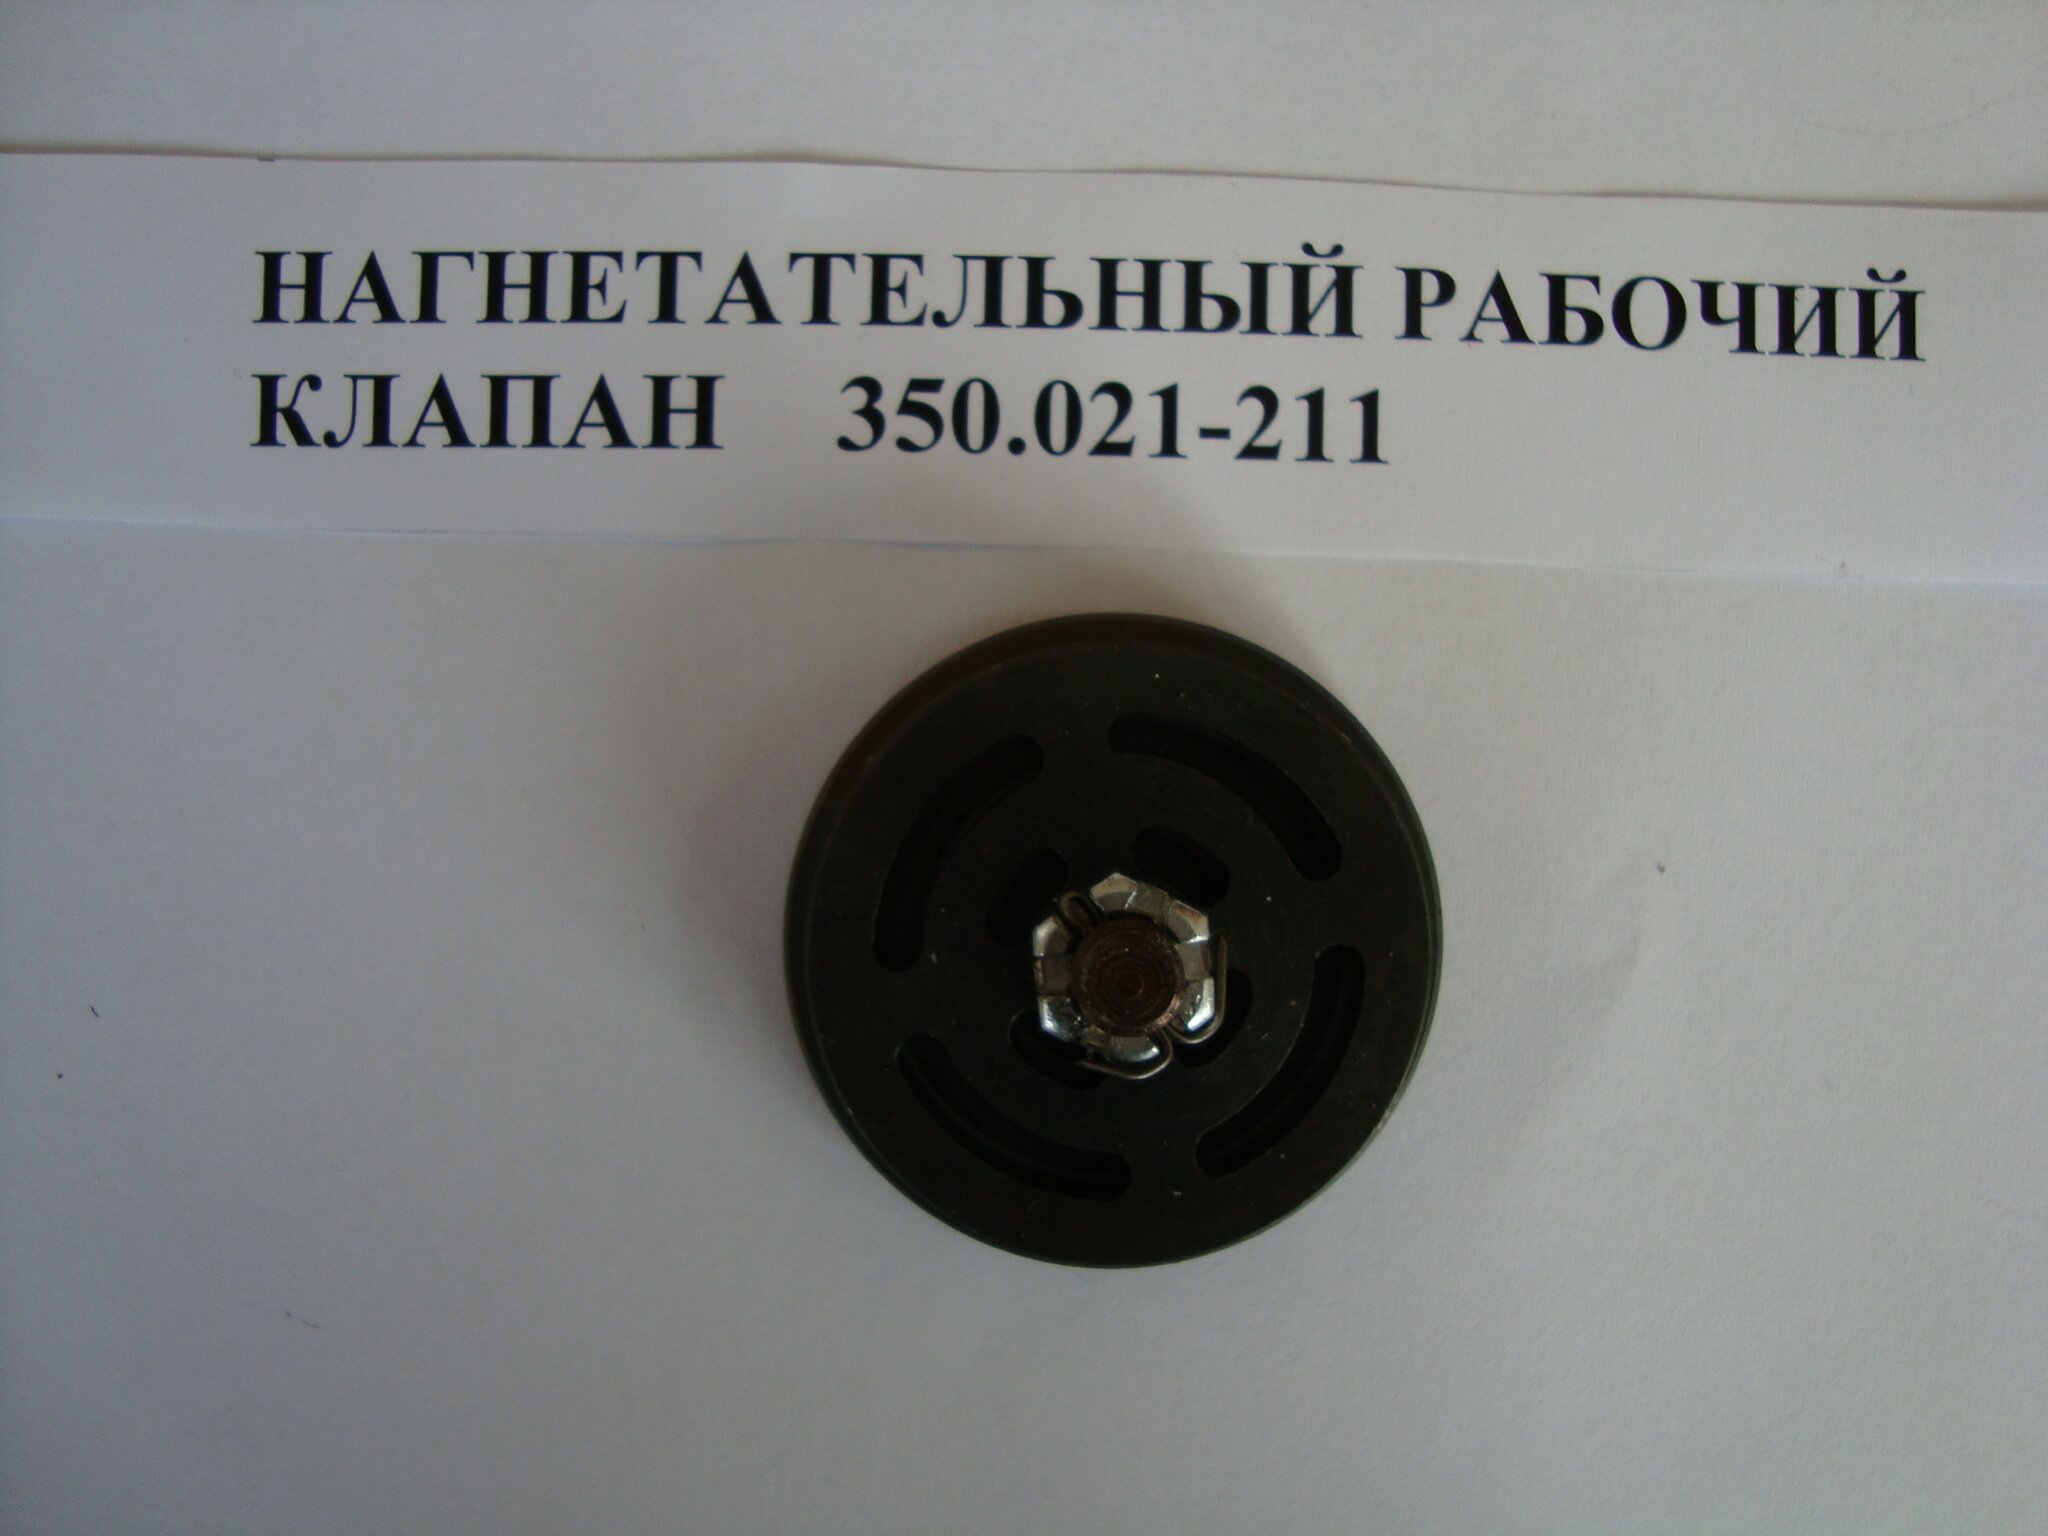 НАГНЕТАТЕЛЬНЫЙ РАБОЧИЙ
КЛАПАН 350.021-211